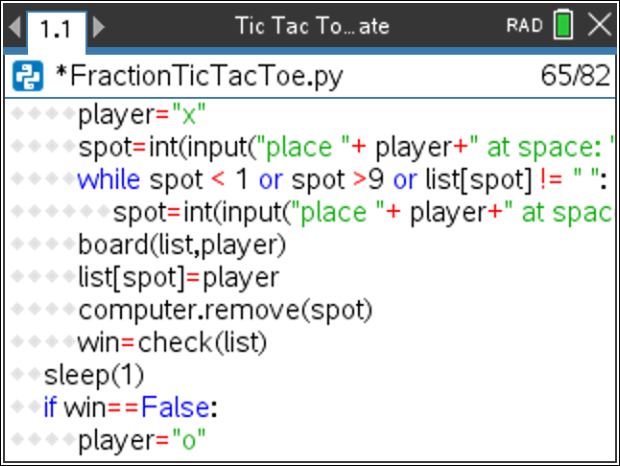 1.1 Tic Tac To…ate RAD
*FractionTicTacToe.py 65/82
player="x"
spot=int(input("place "+ player+" at space: "
while spot < 1 or spot >9 or list[spot] != " ":
spot=int(input("place "+ player+" at spac
board(list,player)
list[spot]=player
computer.remove(spot)
win=check(list)
sleep(1)
if win==False:
player="o"